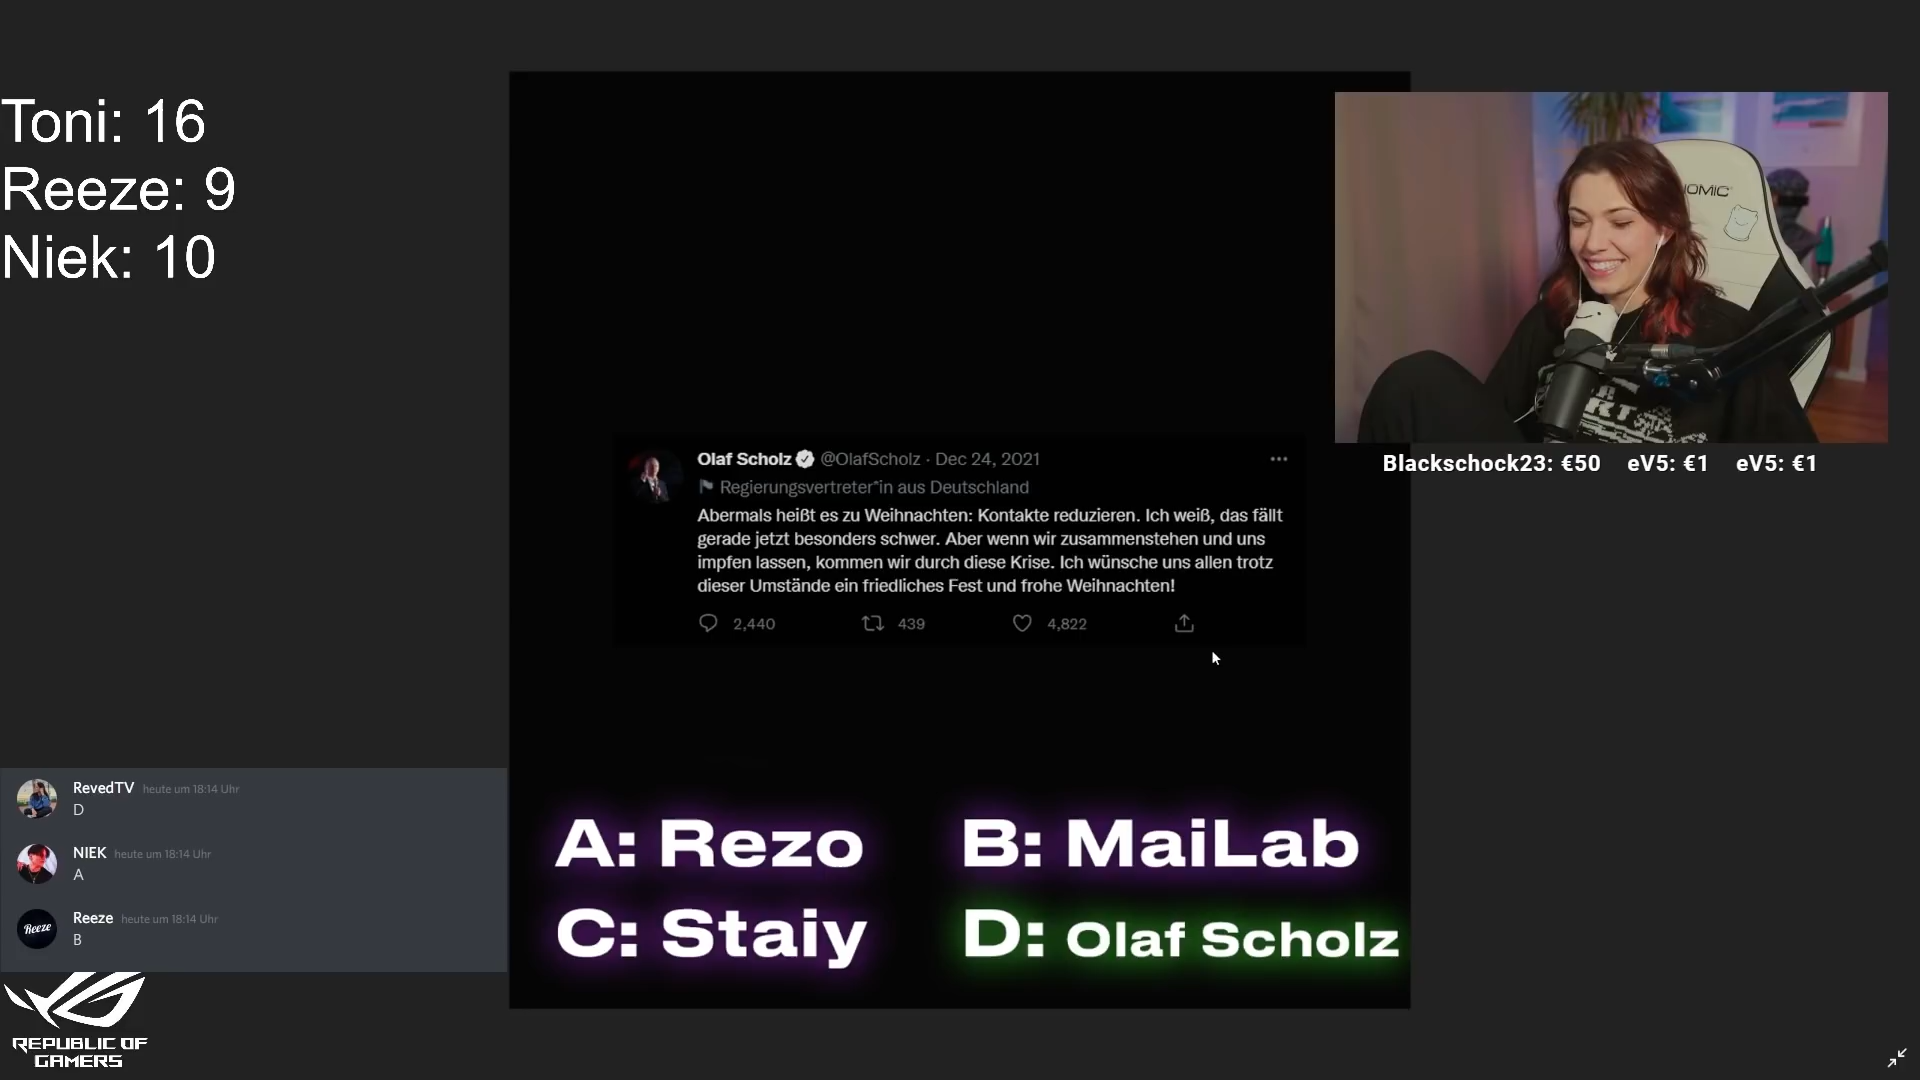 Toni: 16
Reeze: 9
Niek: 10
NOMIC
Blackschock23: €50 eV5: €1 eV5: €1
Olaf Scholz @OlafScholz · Dec 24, 2021
Regierungsvertreter*in aus Deutschland
Abermals heißt es zu Weihnachten: Kontakte reduzieren. Ich weiß, das fällt
gerade jetzt besonders schwer. Aber wenn wir zusammenstehen und uns
impfen lassen, kommen wir durch diese Krise. Ich wünsche uns allen trotz
dieser Umstände ein friedliches Fest und frohe Weihnachten!
2,440 439 4,822
A: Rezo B: MaiLab
C: Staiy D: Olaf Scholz
RevedTV heute um 18:14 Uhr
D
NIEK heute um 18:14 Uhr
A
Reeze
Reeze heute um 18:14 Uhr
B
REPUBLIC OF
GAMERS